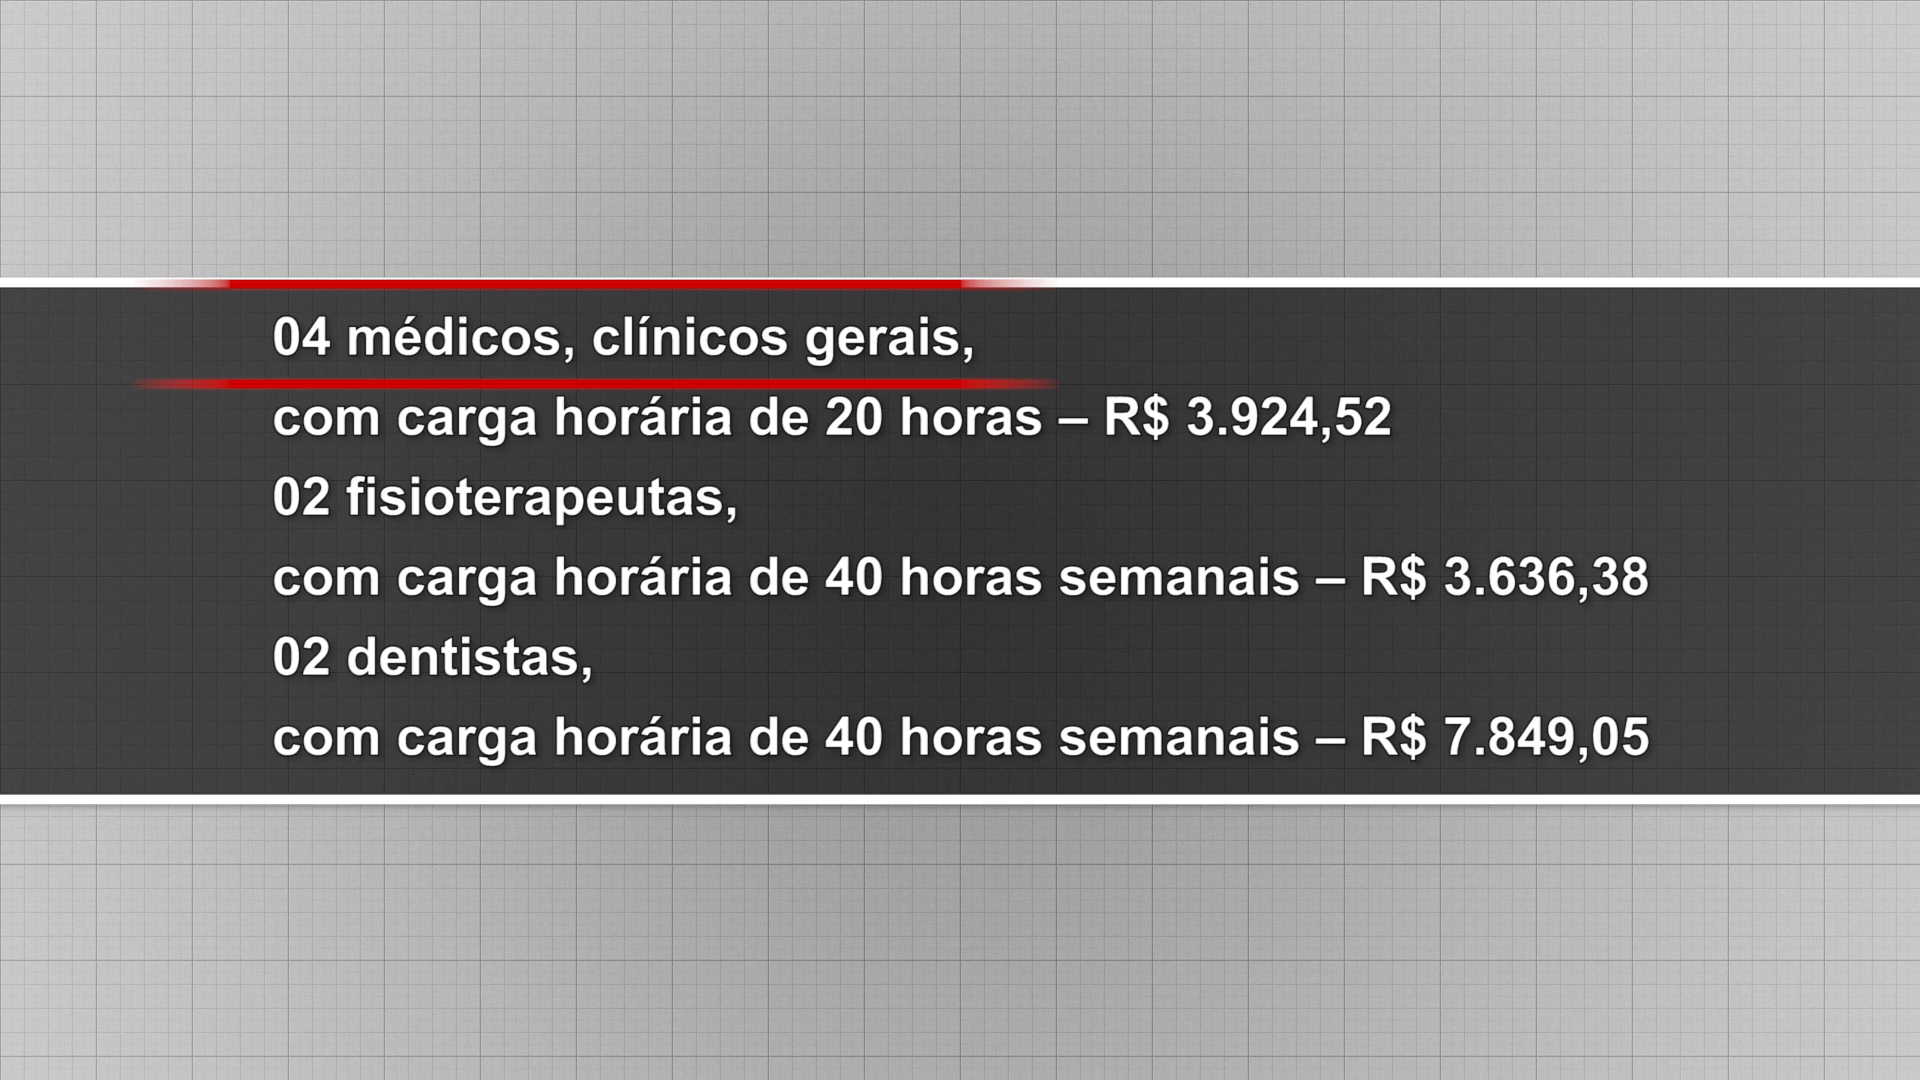 04 médicos, clínicos gerais,
com carga horária de 20 horas – R$ 3.924,52
02 fisioterapeutas,
com carga horária de 40 horas semanais – R$ 3.636,38
02 dentistas,
com carga horária de 40 horas semanais – R$ 7.849,05